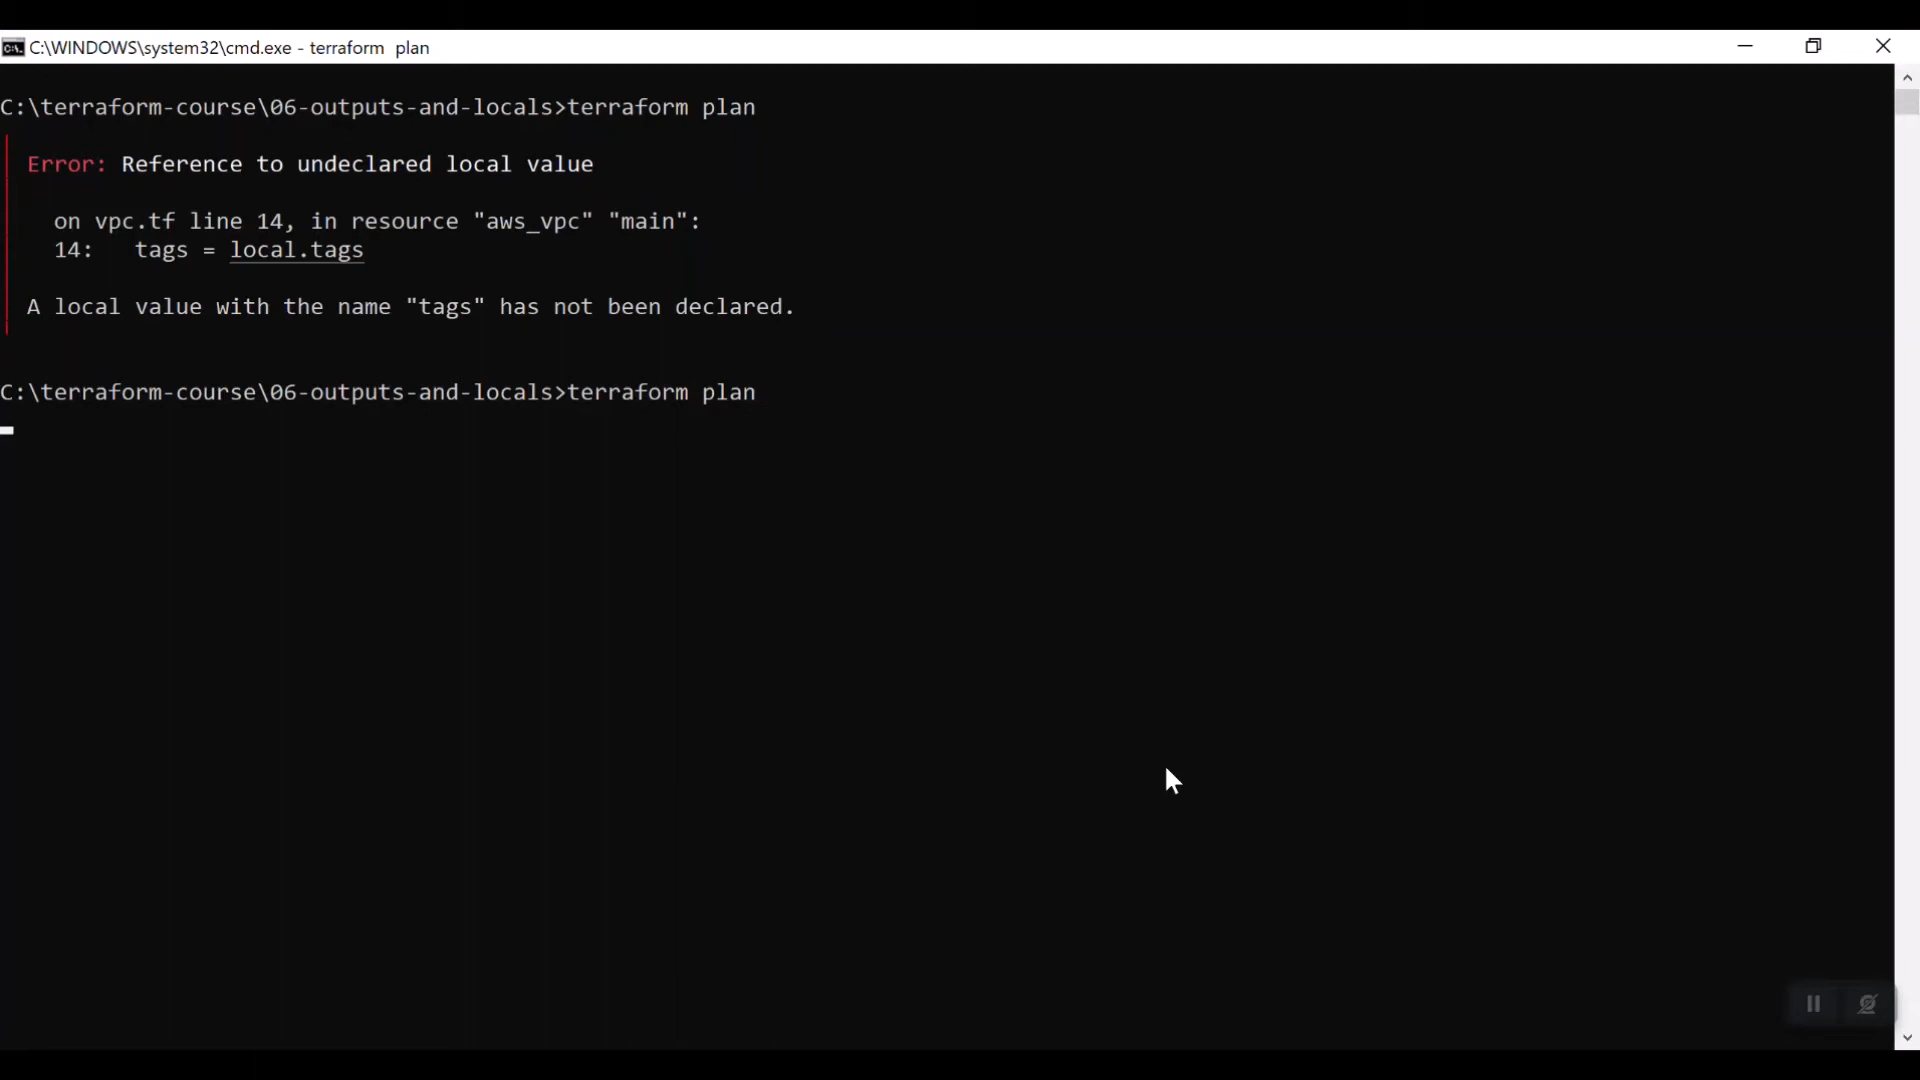 C:\WINDOWS\system32\cmd.exe - terraform  plan
C:\terraform-course\06-outputs-and-locals>terraform plan
Error: Reference to undeclared local value
on vpc.tf line 14, in resource "aws_vpc" "main":
14:   tags = local.tags
A local value with the name "tags" has not been declared.
C:\terraform-course\06-outputs-and-locals>terraform plan